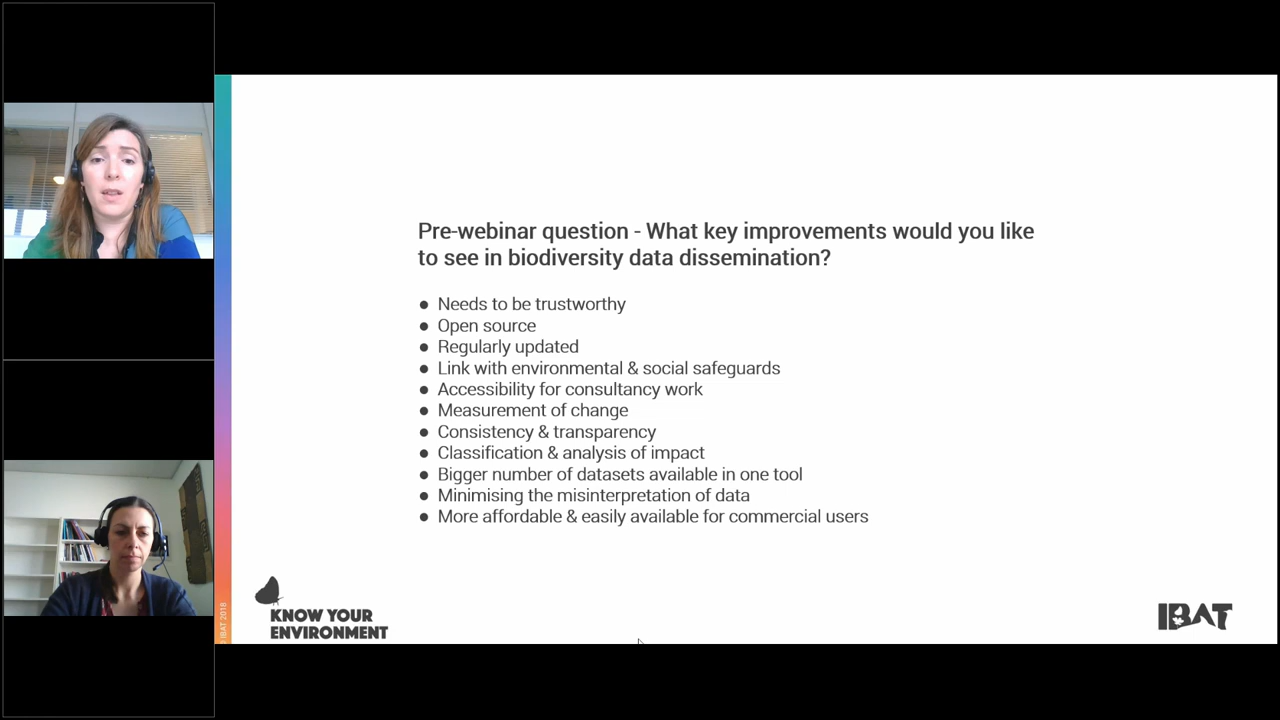 Pre-webinar question - What key improvements would you like
to see in biodiversity data dissemination?
● Needs to be trustworthy
● Open source
● Regularly updated
● Link with environmental & social safeguards
● Accessibility for consultancy work
● Measurement of change
● Consistency & transparency
● Classification & analysis of impact
● Bigger number of datasets available in one tool
● Minimising the misinterpretation of data
● More affordable & easily available for commercial users
© IBAT 2018
KNOW YOUR
ENVIRONMENT
IBAT